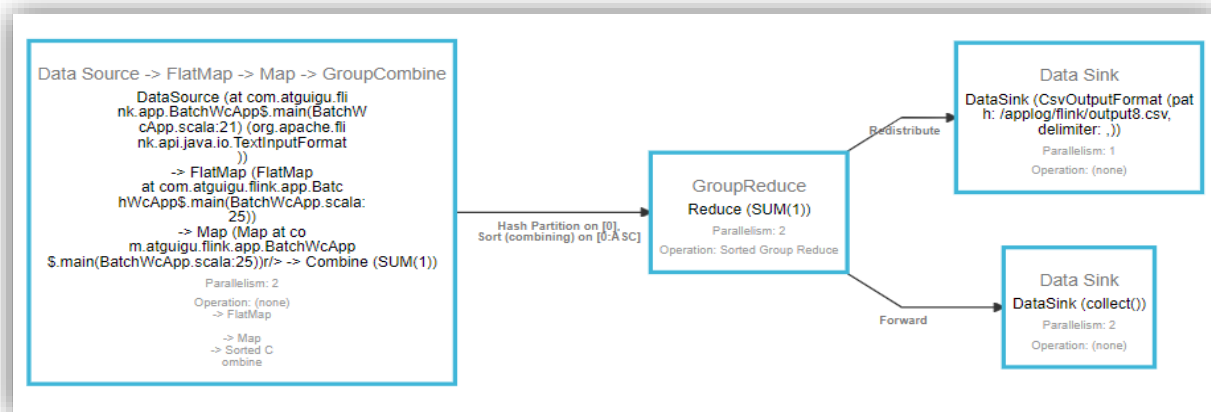 Data Source -> FlatMap -> Map -> GroupCombine
DataSource (at com.atguigu.fli
nk.app.BatchWcApp$.main(BatchW
cApp.scala:21) (org.apache.fli
nk.api.java.io.TextInputFormat
))
-> FlatMap (FlatMap
at com.atguigu.flink.app.Batc
hWcApp$.main(BatchWcApp.scala:
25))
-> Map (Map at co
m.atguigu.flink.app.BatchWcApp
$.main(BatchWcApp.scala:25))r/> -> Combine (SUM(1))
Parallelism: 2
Operation: (none)
-> FlatMap
-> Map
-> Sorted C
ombine
Hash Partition on [0],
Sort (combining) on [0:ASC]
GroupReduce
Reduce (SUM(1))
Parallelism: 2
Operation: Sorted Group Reduce
Redistribute
Data Sink
DataSink (CsvOutputFormat (pat
h: /applog/flink/output8.csv,
delimiter: ,))
Parallelism: 1
Operation: (none)
Forward
Data Sink
DataSink (collect())
Parallelism: 2
Operation: (none)